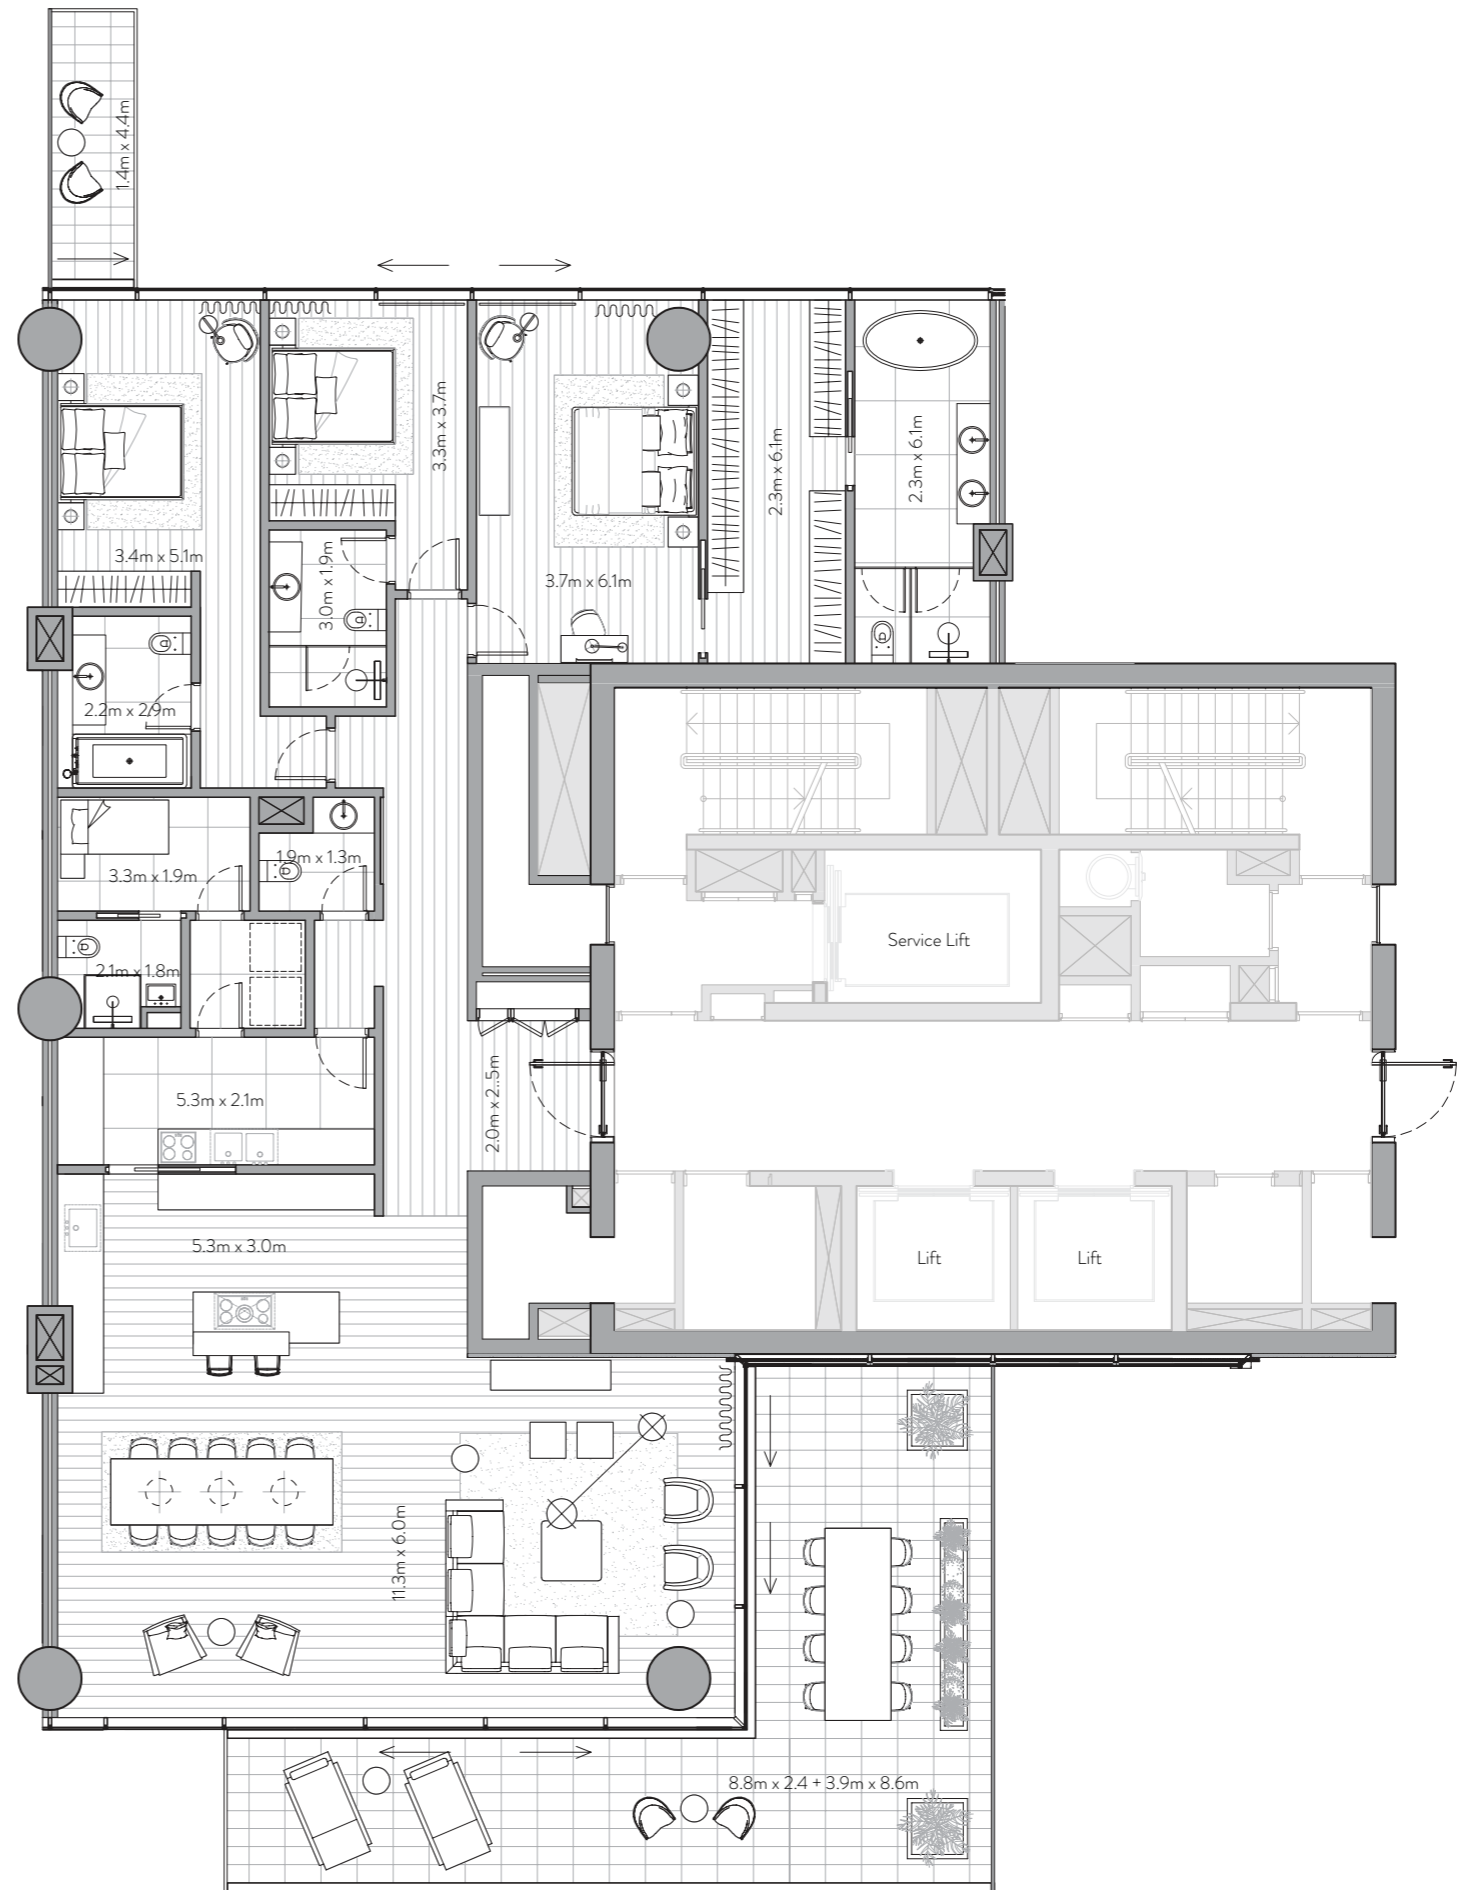 1.4m x 4.4m
3.3m x 3.7m
2.3m x 6.1m
2.3m x 6.1m
3.4m x 5.1m
3.0m x 1.9m
3.7m x 6.1m
2.2m x 2.9m
1.9m x 1.3m
3.3m x 1.9m
Service Lift
2.1m x 1.8m
5.3m x 2.1m
2.0m x 2..5m
5.3m x 3.0m
Lift
Lift
11.3m x 6.0m
8.8m x 2.4 + 3.9m x 8.6m